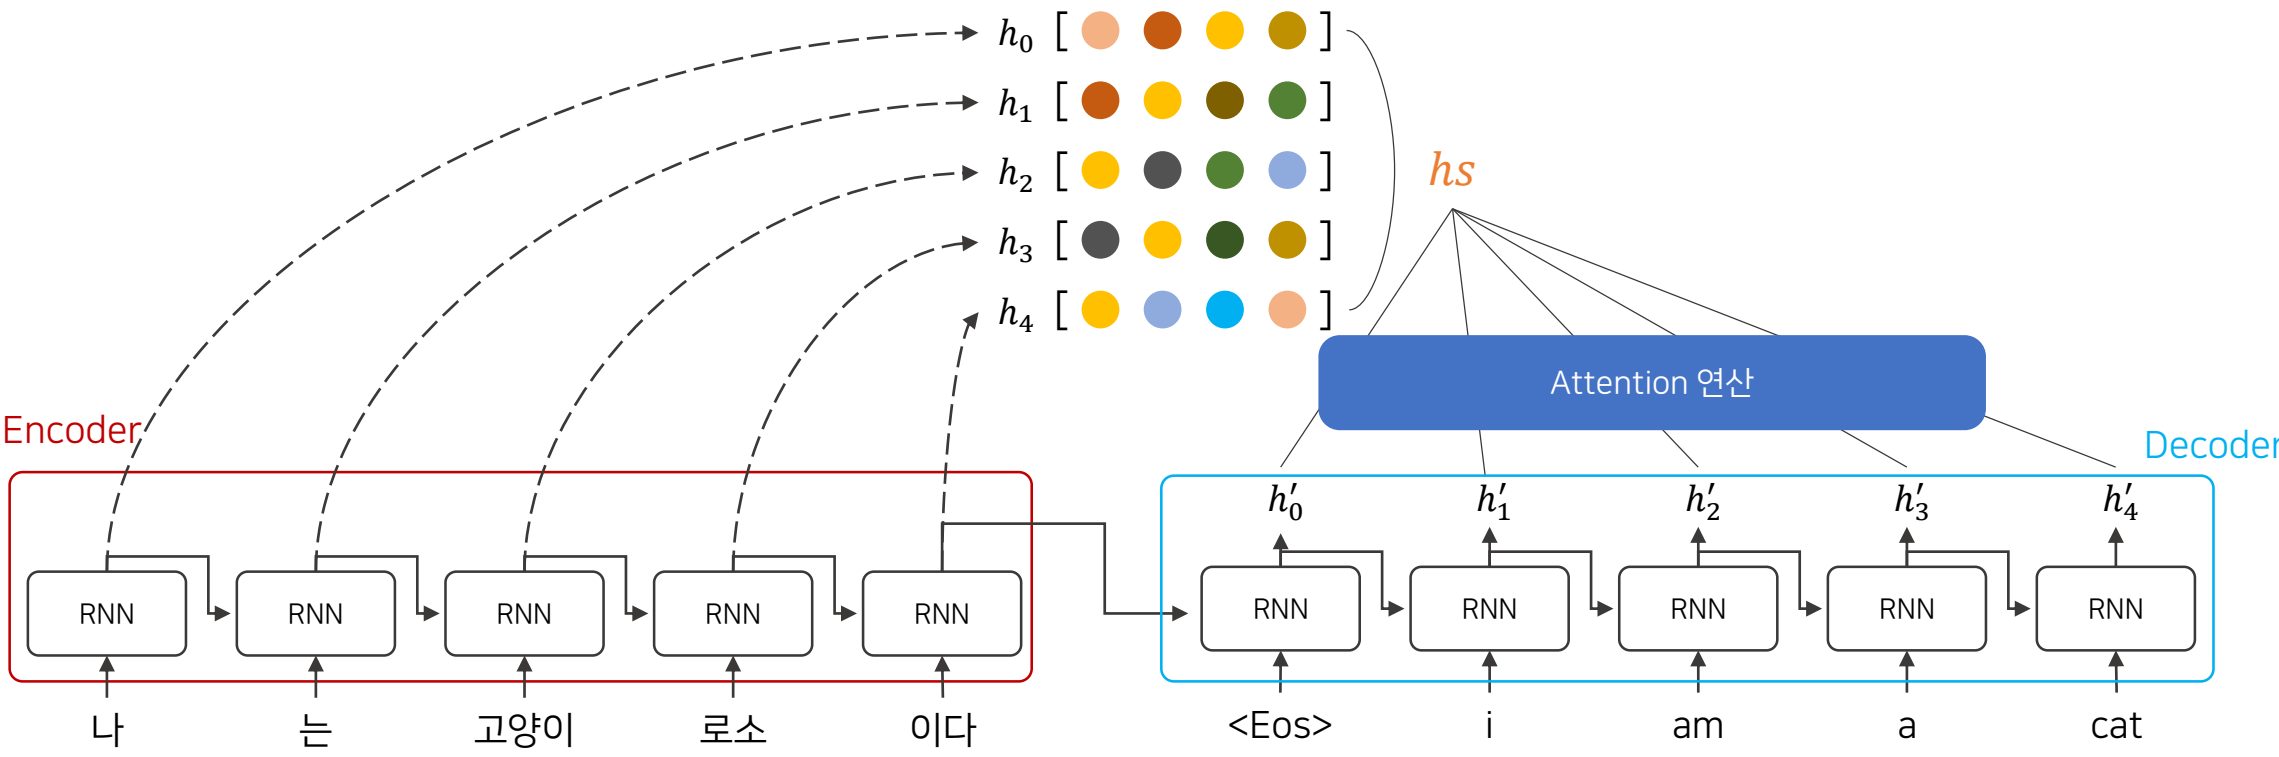 h₀ [ ]
h₁ [ ]
h₂ [ ]
hs
h₃ [ ]
h₄ [ ]
Attention 연산
Encoder
Decoder
h′₀ h′₁ h′₂ h′₃ h′₄
RNN RNN RNN RNN RNN RNN RNN RNN RNN RNN
나 는 고양이 로소 이다 <Eos> i am a cat